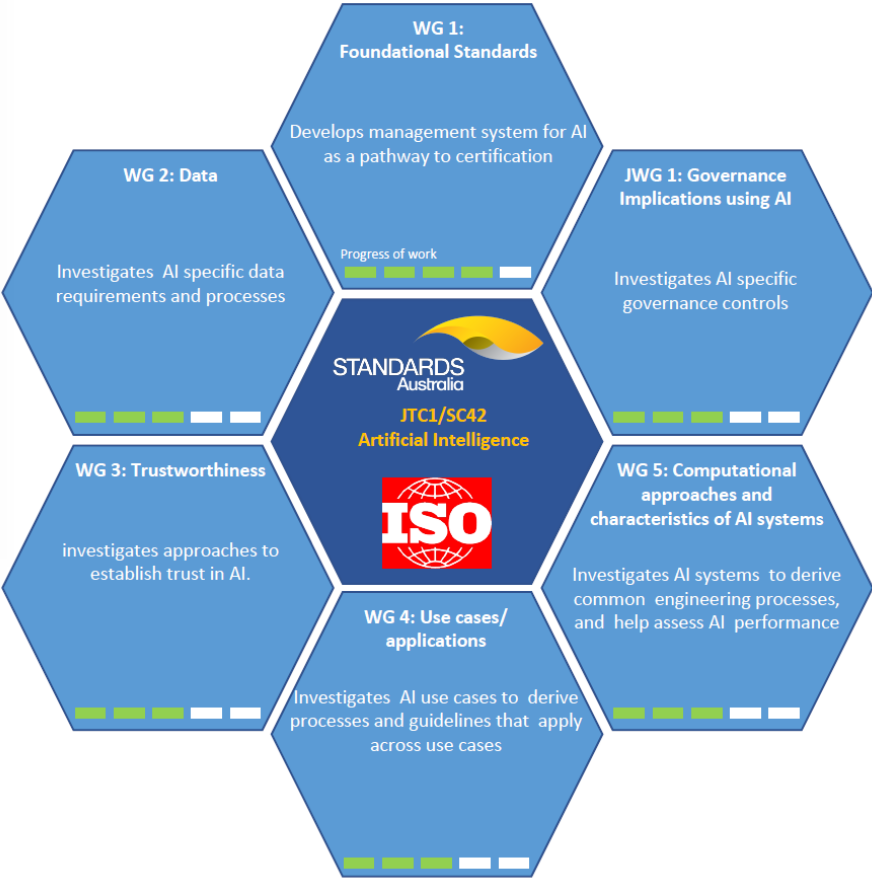 WG 1:
Foundational Standards
Develops management system for AI
as a pathway to certification
Progress of work
WG 2: Data
Investigates AI specific data
requirements and processes
JWG 1: Governance
Implications using AI
Investigates AI specific
governance controls
STANDARDS
Australia
JTC1/SC42
Artificial Intelligence
ISO
WG 3: Trustworthiness
investigates approaches to
establish trust in AI.
WG 5: Computational
approaches and
characteristics of AI systems
Investigates AI systems to derive
common engineering processes,
and help assess AI performance
WG 4: Use cases/
applications
Investigates AI use cases to derive
processes and guidelines that apply
across use cases